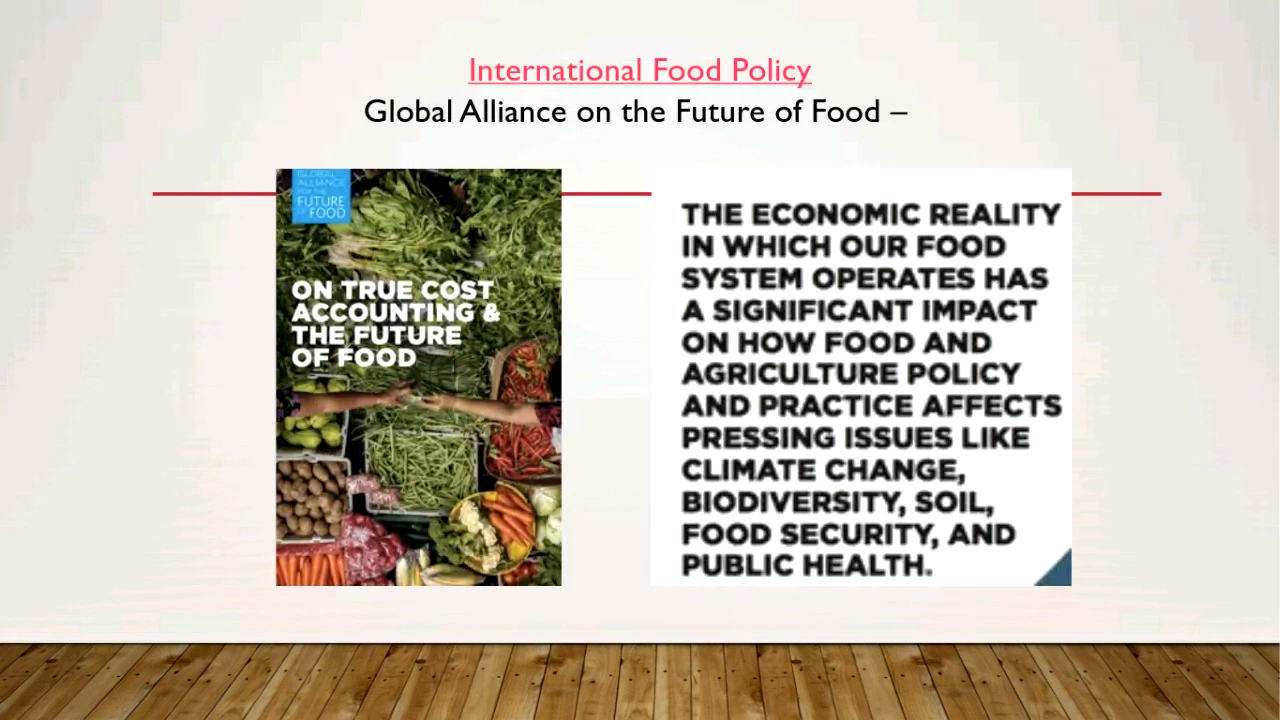 International Food Policy
Global Alliance on the Future of Food –
GLOBAL
ALLIANCE
FOR THE
FUTURE
OF FOOD
ON TRUE COST
ACCOUNTING &
THE FUTURE
OF FOOD
THE ECONOMIC REALITY
IN WHICH OUR FOOD
SYSTEM OPERATES HAS
A SIGNIFICANT IMPACT
ON HOW FOOD AND
AGRICULTURE POLICY
AND PRACTICE AFFECTS
PRESSING ISSUES LIKE
CLIMATE CHANGE,
BIODIVERSITY, SOIL,
FOOD SECURITY, AND
PUBLIC HEALTH.